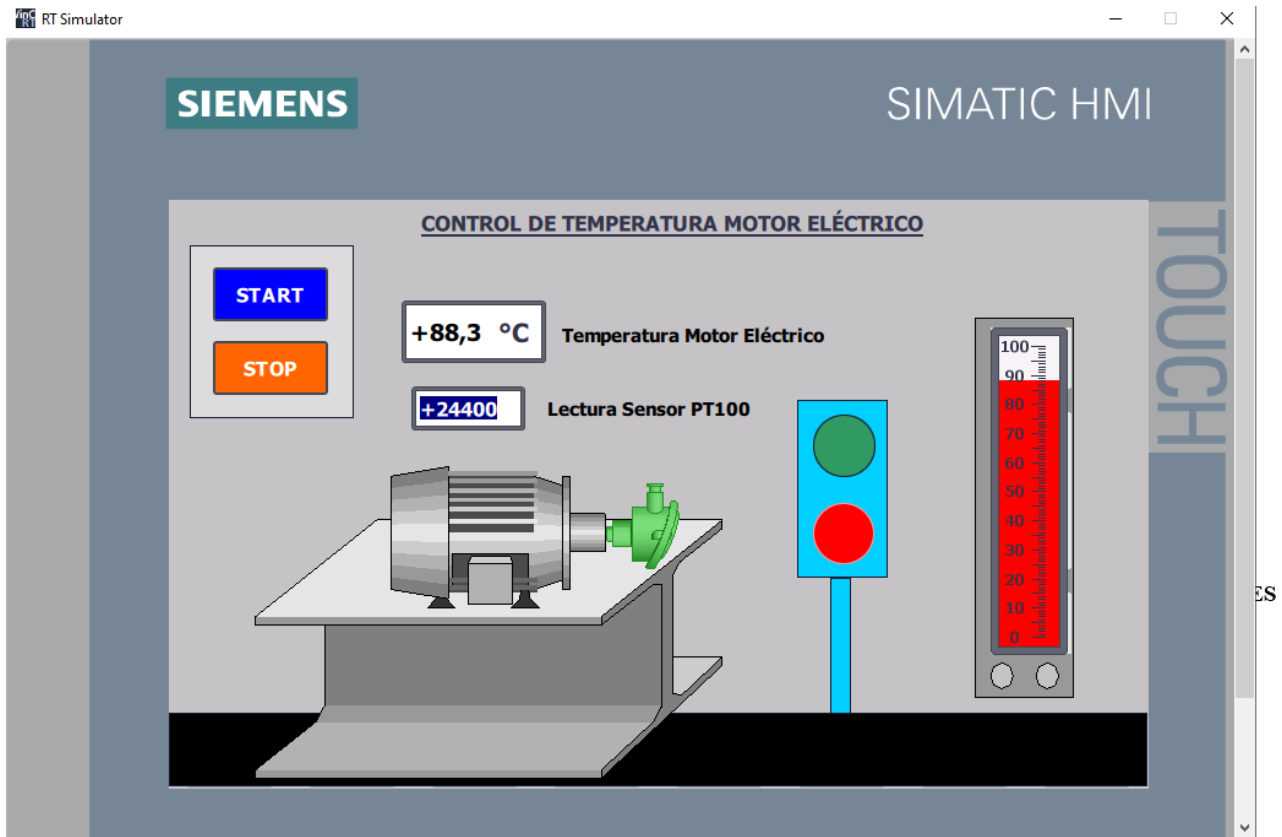 RT Simulator
SIEMENS
SIMATIC HMI
TOUCH
CONTROL DE TEMPERATURA MOTOR ELÉCTRICO
START
STOP
+88,3 °C
Temperatura Motor Eléctrico
+24400
Lectura Sensor PT100
100
90
80
70
60
50
40
30
20
10
0
ES